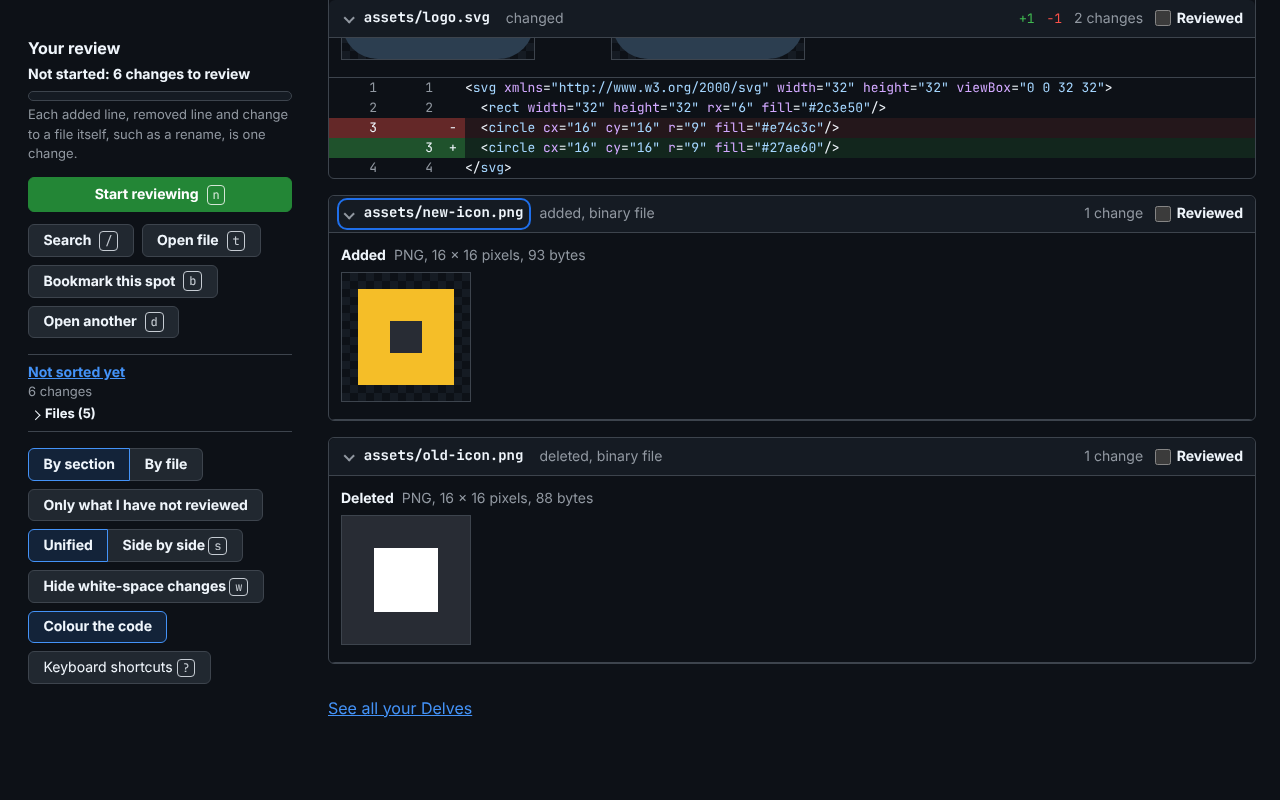 Your review
Not started: 6 changes to review
Each added line, removed line and change
to a file itself, such as a rename, is one
change.
Start reviewing n
Search / Open file t
Bookmark this spot b
Open another d
Not sorted yet
6 changes
Files (5)
By section By file
Only what I have not reviewed
Unified Side by side s
Hide white-space changes w
Colour the code
Keyboard shortcuts ?
assets/logo.svg changed +1 -1 2 changes Reviewed
1 1 <svg xmlns="http://www.w3.org/2000/svg" width="32" height="32" viewBox="0 0 32 32">
2 2 <rect width="32" height="32" rx="6" fill="#2c3e50"/>
3 - <circle cx="16" cy="16" r="9" fill="#e74c3c"/>
3 + <circle cx="16" cy="16" r="9" fill="#27ae60"/>
4 4 </svg>
assets/new-icon.png added, binary file 1 change Reviewed
Added PNG, 16 × 16 pixels, 93 bytes
assets/old-icon.png deleted, binary file 1 change Reviewed
Deleted PNG, 16 × 16 pixels, 88 bytes
See all your Delves